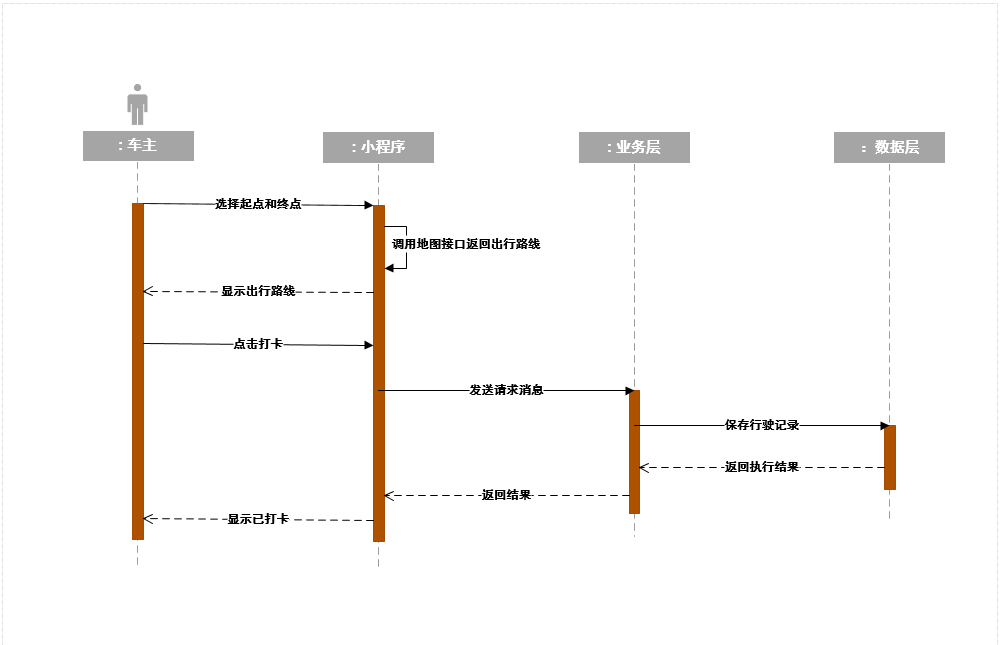 : 车主
: 小程序
: 业务层
： 数据层
选择起点和终点
调用地图接口返回出行路线
显示出行路线
点击打卡
发送请求消息
保存行驶记录
返回执行结果
返回结果
显示已打卡